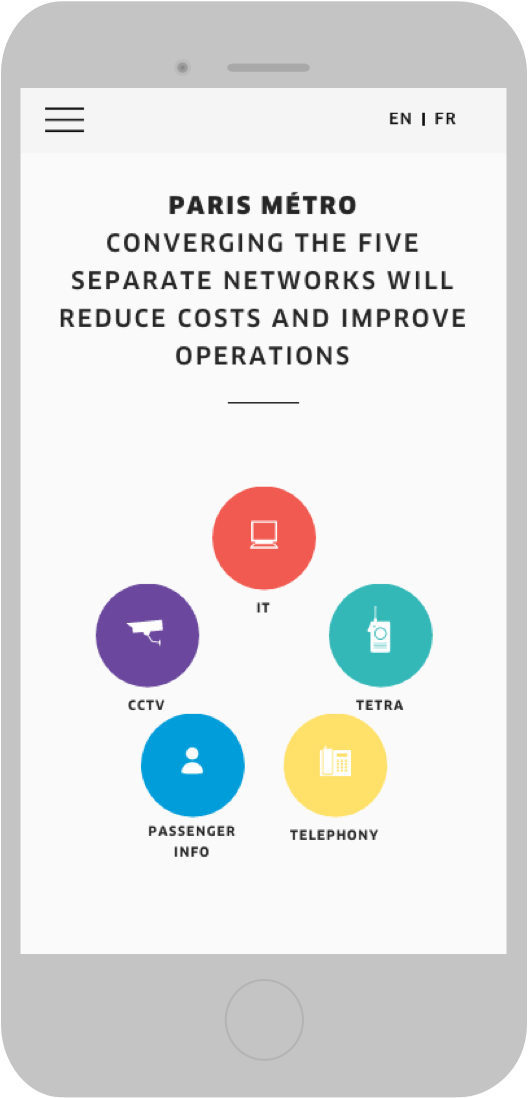 EN | FR
PARIS MÉTRO
CONVERGING THE FIVE
SEPARATE NETWORKS WILL
REDUCE COSTS AND IMPROVE
OPERATIONS
IT
CCTV
TETRA
PASSENGER
INFO
TELEPHONY